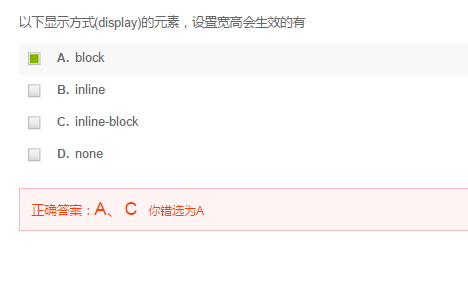 以下显示方式(display)的元素，设置宽高会生效的有
A. block
B. inline
C. inline-block
D. none
正确答案：A、C 你错选为A